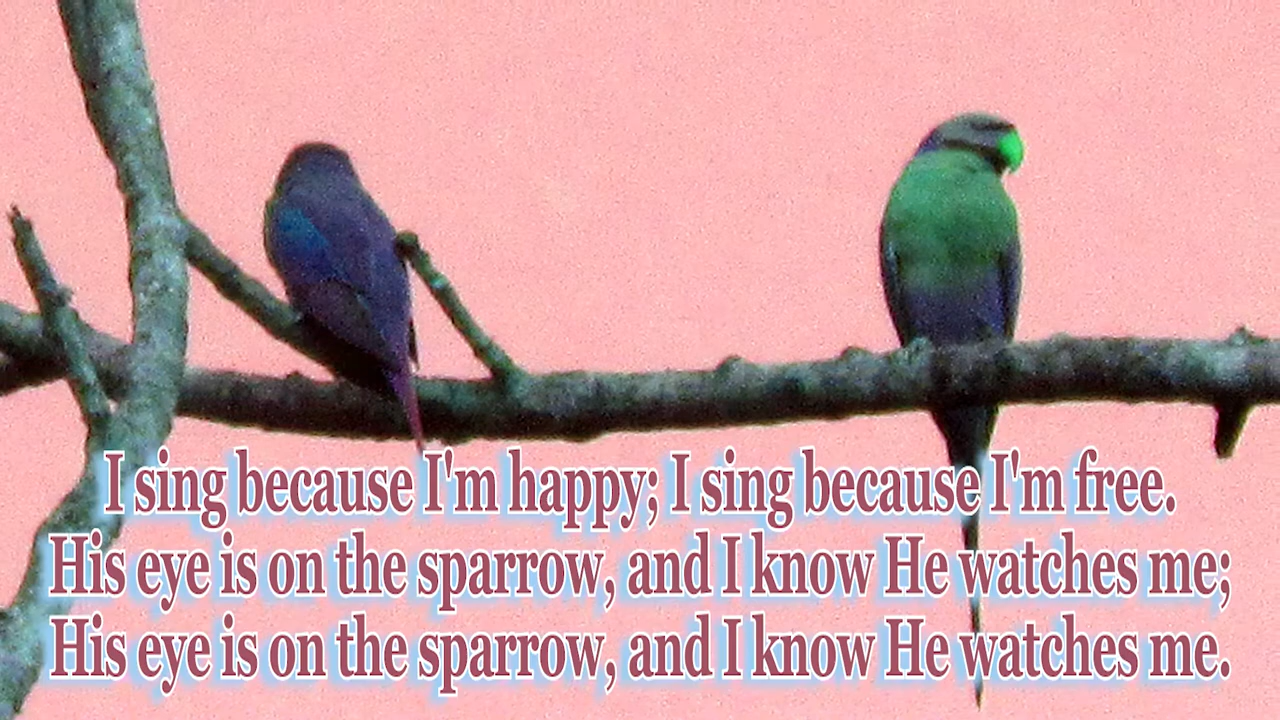 I sing because I'm happy; I sing because I'm free.
His eye is on the sparrow, and I know He watches me;
His eye is on the sparrow, and I know He watches me.